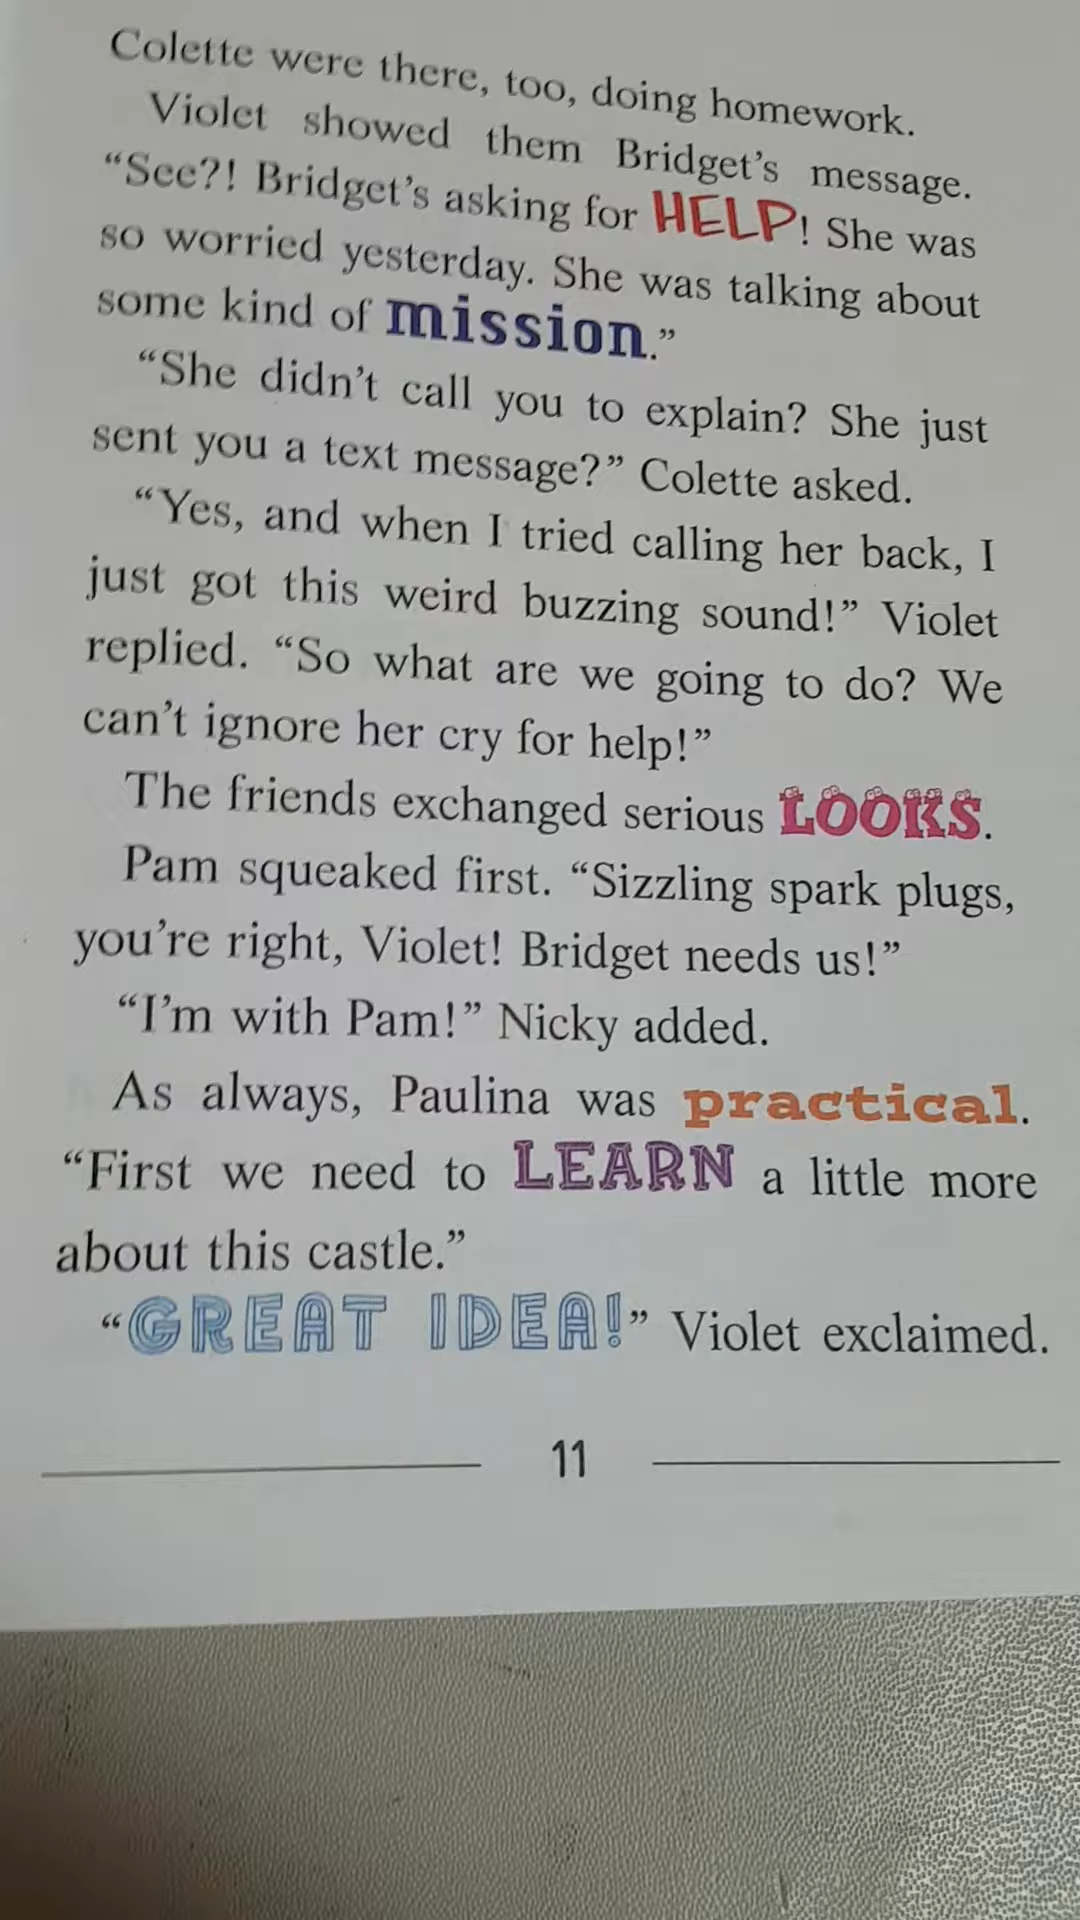 Colette were there, too, doing homework.
Violet showed them Bridget’s message.
“See?! Bridget’s asking for HELP! She was
so worried yesterday. She was talking about
some kind of mission.”
“She didn’t call you to explain? She just
sent you a text message?” Colette asked.
“Yes, and when I tried calling her back, I
just got this weird buzzing sound!” Violet
replied. “So what are we going to do? We
can’t ignore her cry for help!”
The friends exchanged serious LOOKS.
Pam squeaked first. “Sizzling spark plugs,
you’re right, Violet! Bridget needs us!”
“I’m with Pam!” Nicky added.
As always, Paulina was practical.
“First we need to LEARN a little more
about this castle.”
“GREAT IDEA!” Violet exclaimed.
11